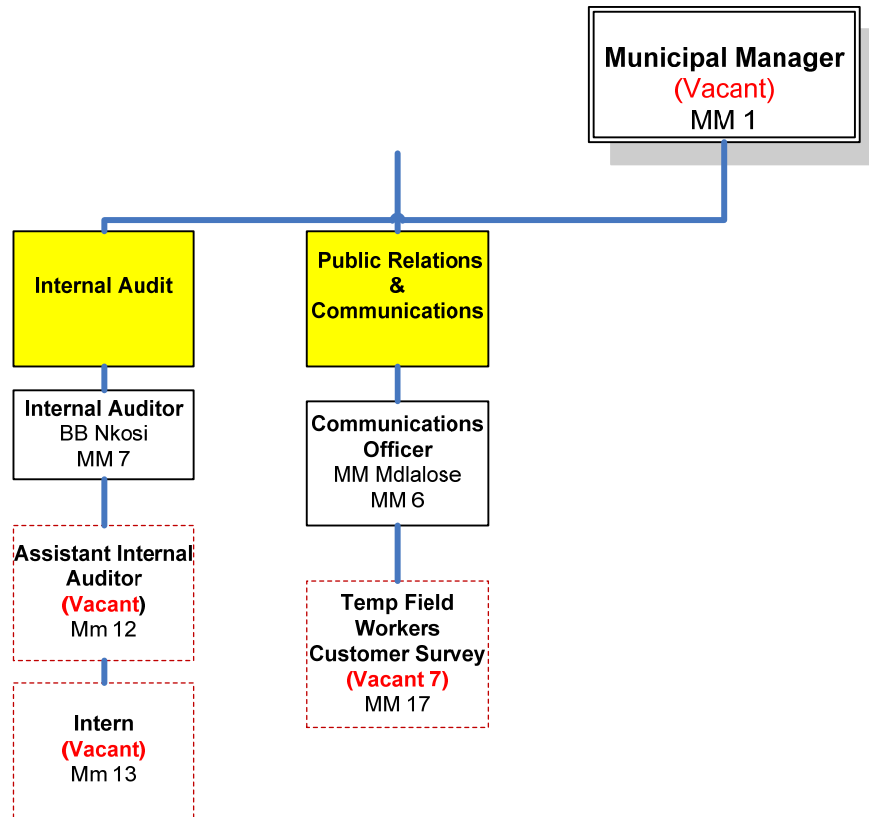 Municipal Manager
(Vacant)
MM 1
Internal Audit
Internal Auditor
BB Nkosi
MM 7
Assistant Internal
Auditor
(Vacant)
Mm 12
Intern
(Vacant)
Mm 13
Public Relations
&
Communications
Communications
Officer
MM Mdlalose
MM 6
Temp Field
Workers
Customer Survey
(Vacant 7)
MM 17